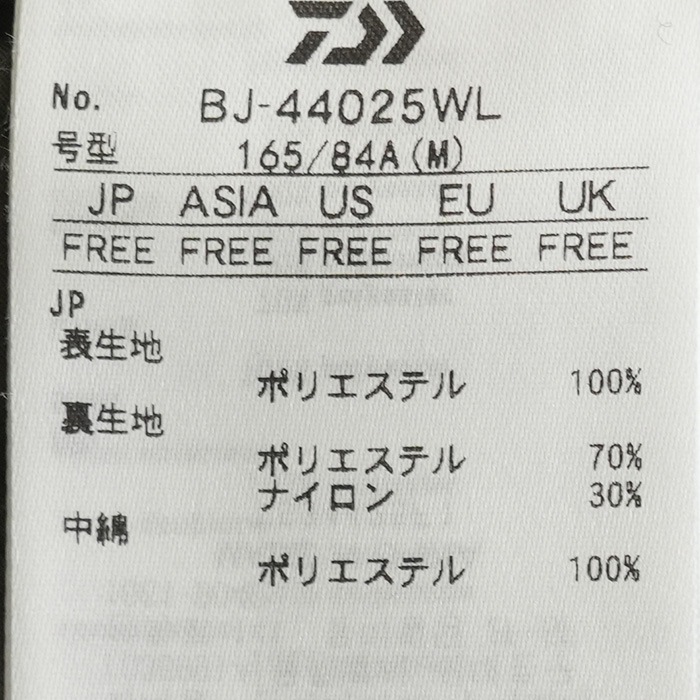 No. BJ-44025WL
号型 165/84A(M)
JP ASIA US EU UK
FREE FREE FREE FREE FREE
JP
表生地
ポリエステル 100%
裏生地
ポリエステル 70%
ナイロン 30%
中綿
ポリエステル 100%